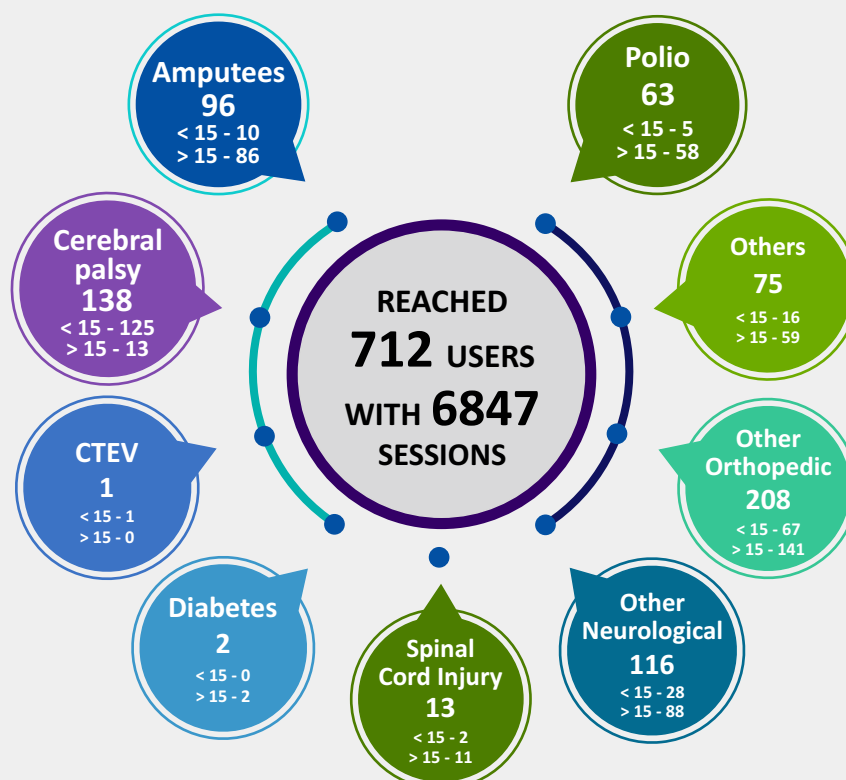 Amputees
96
< 15 - 10
> 15 - 86
Polio
63
< 15 - 5
> 15 - 58
Cerebral
palsy
138
< 15 - 125
> 15 - 13
REACHED
712 USERS
WITH 6847
SESSIONS
Others
75
< 15 - 16
> 15 - 59
CTEV
1
< 15 - 1
> 15 - 0
Other
Orthopedic
208
< 15 - 67
> 15 - 141
Diabetes
2
< 15 - 0
> 15 - 2
Spinal
Cord Injury
13
< 15 - 2
> 15 - 11
Other
Neurological
116
< 15 - 28
> 15 - 88